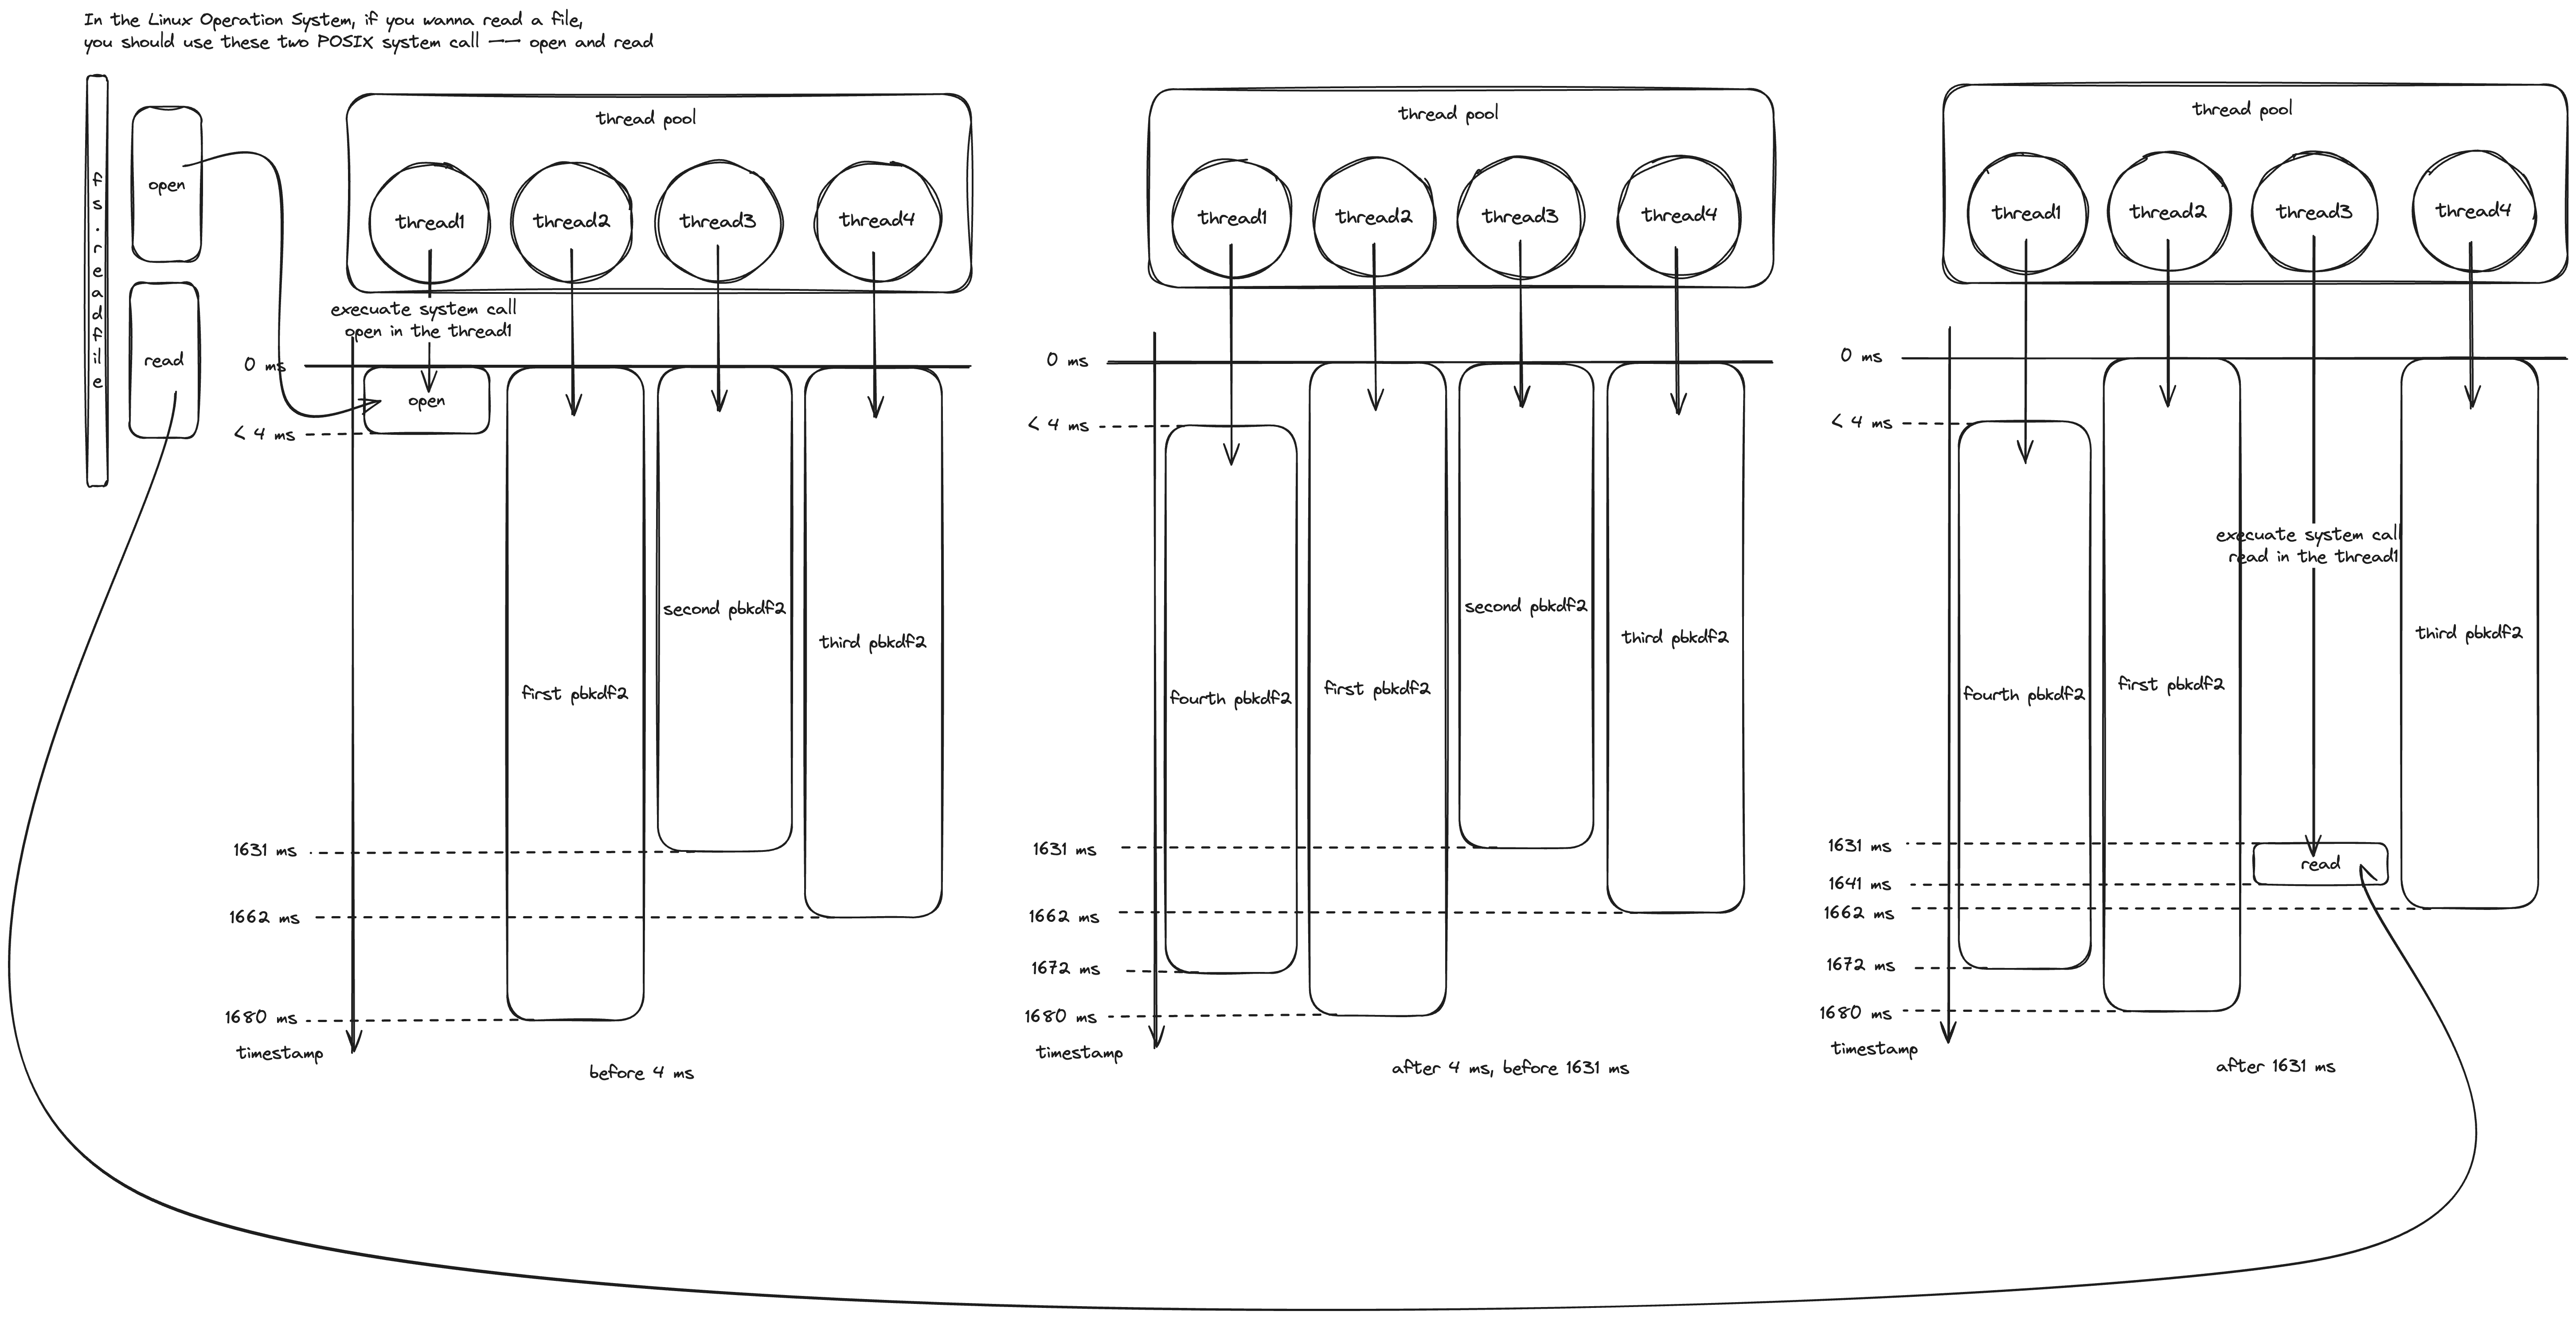 In the Linux Operation System, if you wanna read a file,
you should use these two POSIX system call —— open and read
fs.readfile
open
read
thread pool
thread1
thread2
thread3
thread4
execuate system call
open in the thread1
0 ms
open
< 4 ms
second pbkdf2
third pbkdf2
first pbkdf2
1631 ms
1662 ms
1680 ms
timestamp
before 4 ms
thread pool
thread1
thread2
thread3
thread4
0 ms
< 4 ms
second pbkdf2
third pbkdf2
first pbkdf2
fourth pbkdf2
1631 ms
1662 ms
1672 ms
1680 ms
timestamp
after 4 ms, before 1631 ms
thread pool
thread1
thread2
thread3
thread4
0 ms
< 4 ms
execuate system call
read in the thread1
third pbkdf2
first pbkdf2
fourth pbkdf2
1631 ms
read
1641 ms
1662 ms
1672 ms
1680 ms
timestamp
after 1631 ms